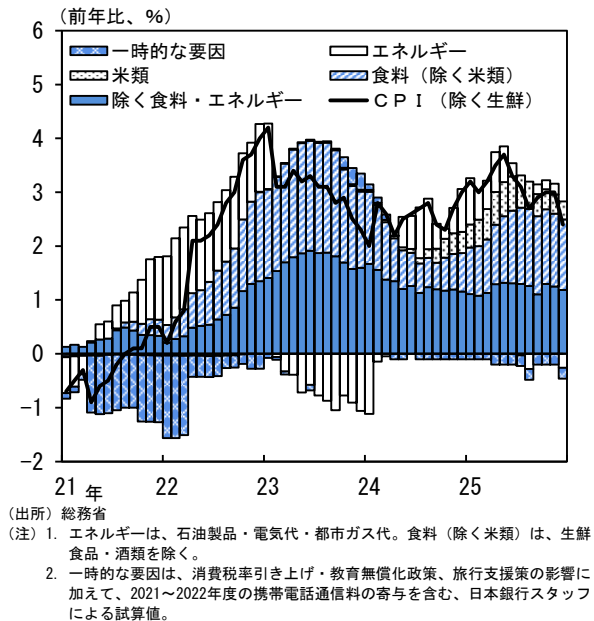 （前年比、％）
6
5
4
3
2
1
0
−1
−2
一時的な要因
エネルギー
米類
食料（除く米類）
除く食料・エネルギー
ＣＰＩ（除く生鮮）
21 年
22
23
24
25
（出所）総務省
（注）1. エネルギーは、石油製品・電気代・都市ガス代。食料（除く米類）は、生鮮
食品・酒類を除く。
2. 一時的な要因は、消費税率引き上げ・教育無償化政策、旅行支援策の影響に
加えて、2021～2022年度の携帯電話通信料の寄与を含む、日本銀行スタッフ
による試算値。